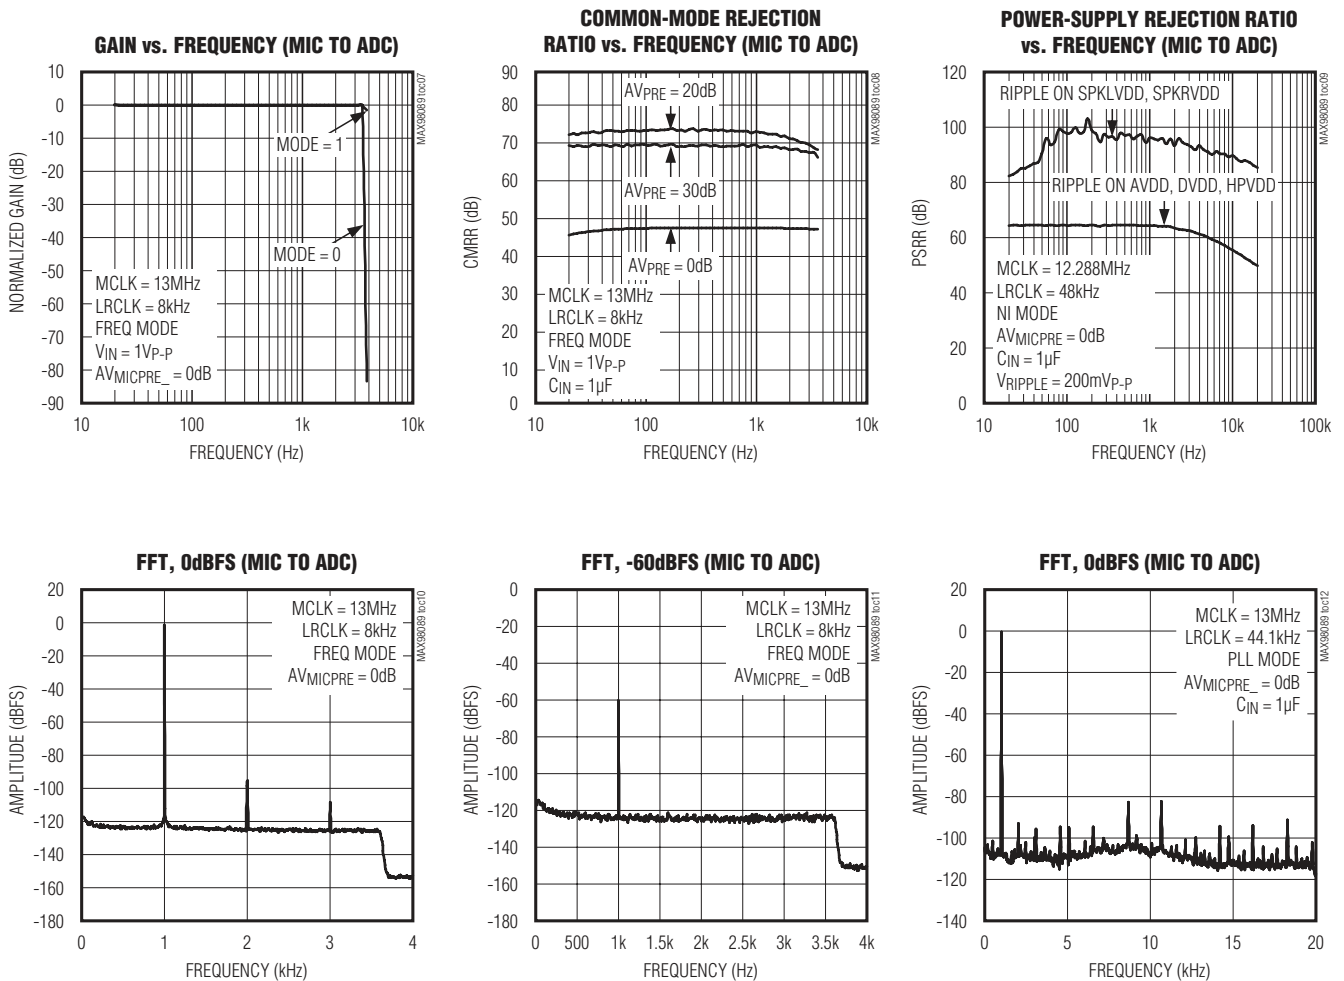 GAIN vs. FREQUENCY (MIC TO ADC)
NORMALIZED GAIN (dB)
10
0
-10
-20
-30
-40
-50
-60
-70
-80
-90
MODE = 1
MODE = 0
MCLK = 13MHz
LRCLK = 8kHz
FREQ MODE
VIN = 1VP-P
AVMICPRE_ = 0dB
10 100 1k 10k
FREQUENCY (Hz)
MAX98089 toc07
COMMON-MODE REJECTION
RATIO vs. FREQUENCY (MIC TO ADC)
CMRR (dB)
90
80
70
60
50
40
30
20
10
0
AVPRE = 20dB
AVPRE = 30dB
AVPRE = 0dB
MCLK = 13MHz
LRCLK = 8kHz
FREQ MODE
VIN = 1VP-P
CIN = 1µF
10 100 1k 10k
FREQUENCY (Hz)
MAX98089 toc08
POWER-SUPPLY REJECTION RATIO
vs. FREQUENCY (MIC TO ADC)
PSRR (dB)
120
100
80
60
40
20
0
RIPPLE ON SPKLVDD, SPKRVDD
RIPPLE ON AVDD, DVDD, HPVDD
MCLK = 12.288MHz
LRCLK = 48kHz
NI MODE
AVMICPRE = 0dB
CIN = 1µF
VRIPPLE = 200mVP-P
10 100 1k 10k 100k
FREQUENCY (Hz)
MAX98089 toc09
FFT, 0dBFS (MIC TO ADC)
AMPLITUDE (dBFS)
20
0
-20
-40
-60
-80
-100
-120
-140
-160
-180
MCLK = 13MHz
LRCLK = 8kHz
FREQ MODE
AVMICPRE_ = 0dB
0 1 2 3 4
FREQUENCY (kHz)
MAX98089 toc10
FFT, -60dBFS (MIC TO ADC)
AMPLITUDE (dBFS)
0
-20
-40
-60
-80
-100
-120
-140
-160
-180
MCLK = 13MHz
LRCLK = 8kHz
FREQ MODE
AVMICPRE_ = 0dB
0 500 1k 1.5k 2k 2.5k 3k 3.5k 4k
FREQUENCY (Hz)
MAX98089 toc11
FFT, 0dBFS (MIC TO ADC)
AMPLITUDE (dBFS)
20
0
-20
-40
-60
-80
-100
-120
-140
MCLK = 13MHz
LRCLK = 44.1kHz
PLL MODE
AVMICPRE_ = 0dB
CIN = 1µF
0 5 10 15 20
FREQUENCY (kHz)
MAX98089 toc12